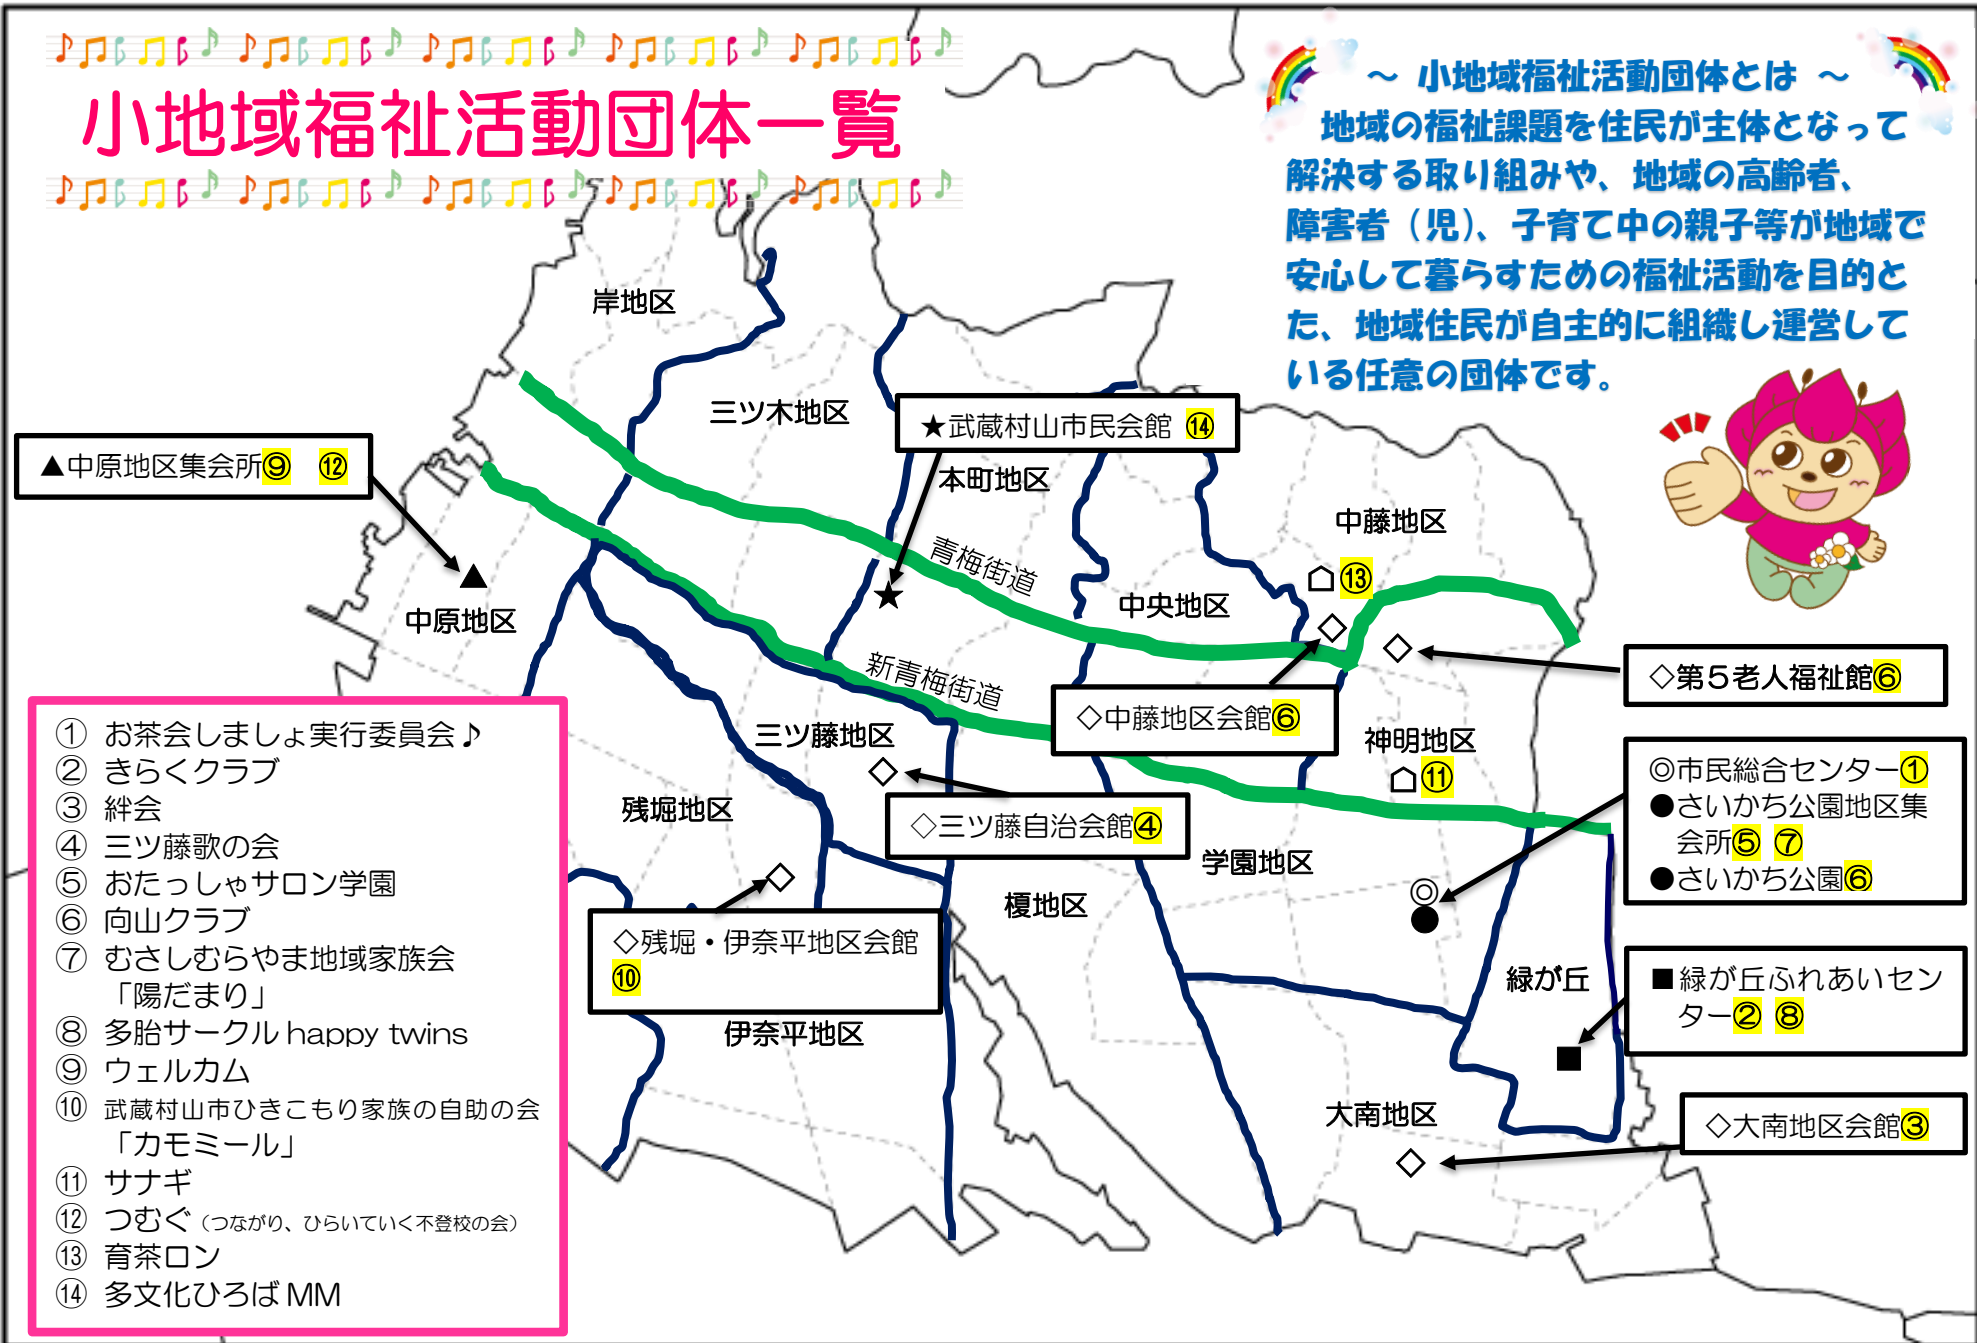 小地域福祉活動団体一覧
~ 小地域福祉活動団体とは ~
地域の福祉課題を住民が主体となって
解決する取り組みや、地域の高齢者、
障害者（児）、子育て中の親子等が地域で
安心して暮らすための福祉活動を目的と
た、地域住民が自主的に組織し運営して
いる任意の団体です。
岸地区
三ツ木地区
★武蔵村山市民会館 ⑭
▲中原地区集会所⑨ ⑫
本町地区
中藤地区
青梅街道
⑬
中央地区
中原地区
新青梅街道
◇第５老人福祉館⑥
◇中藤地区会館⑥
三ツ藤地区
神明地区
⑪
◎市民総合センター①
●さいかち公園地区集
会所⑤ ⑦
●さいかち公園⑥
残堀地区
◇三ツ藤自治会館④
学園地区
榎地区
◇残堀・伊奈平地区会館
⑩
緑が丘
■緑が丘ふれあいセン
ター② ⑧
伊奈平地区
大南地区
◇大南地区会館③
① お茶会しましょ実行委員会♪
② きらくクラブ
③ 絆会
④ 三ツ藤歌の会
⑤ おたっしゃサロン学園
⑥ 向山クラブ
⑦ むさしむらやま地域家族会
「陽だまり」
⑧ 多胎サークル happy twins
⑨ ウェルカム
⑩ 武蔵村山市ひきこもり家族の自助の会
「カモミール」
⑪ サナギ
⑫ つむぐ（つながり、ひらいていく不登校の会）
⑬ 育茶ロン
⑭ 多文化ひろば MM